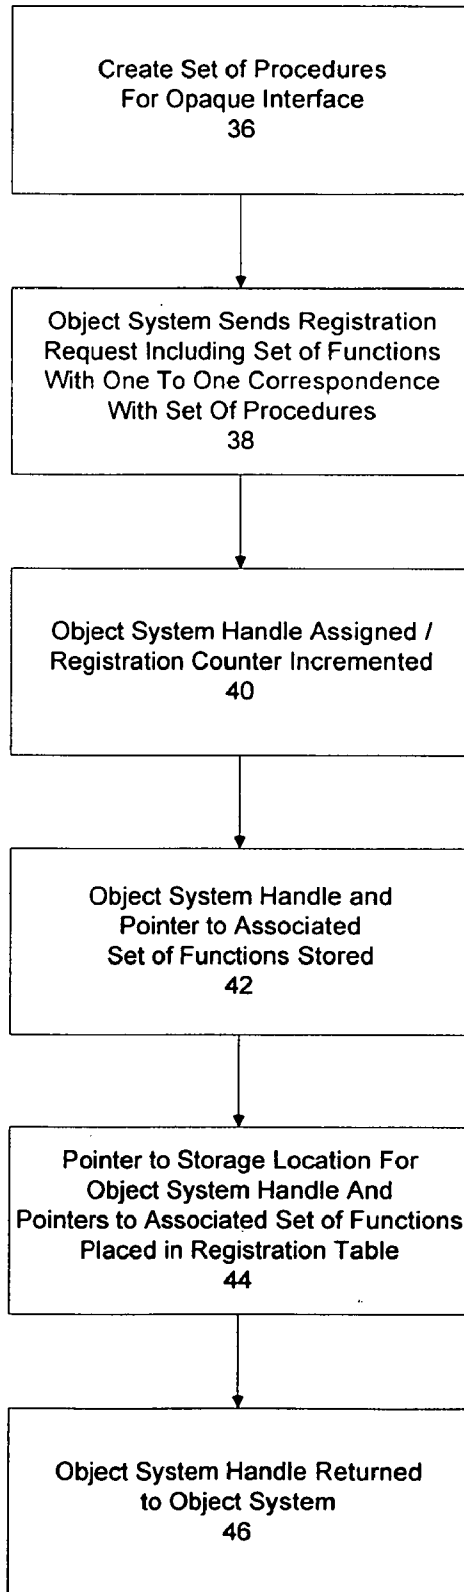 Create Set of Procedures
For Opaque Interface
36
Object System Sends Registration
Request Including Set of Functions
With One To One Correspondence
With Set Of Procedures
38
Object System Handle Assigned /
Registration Counter Incremented
40
Object System Handle and
Pointer to Associated
Set of Functions Stored
42
Pointer to Storage Location For
Object System Handle And
Pointers to Associated Set of Functions
Placed in Registration Table
44
Object System Handle Returned
to Object System
46